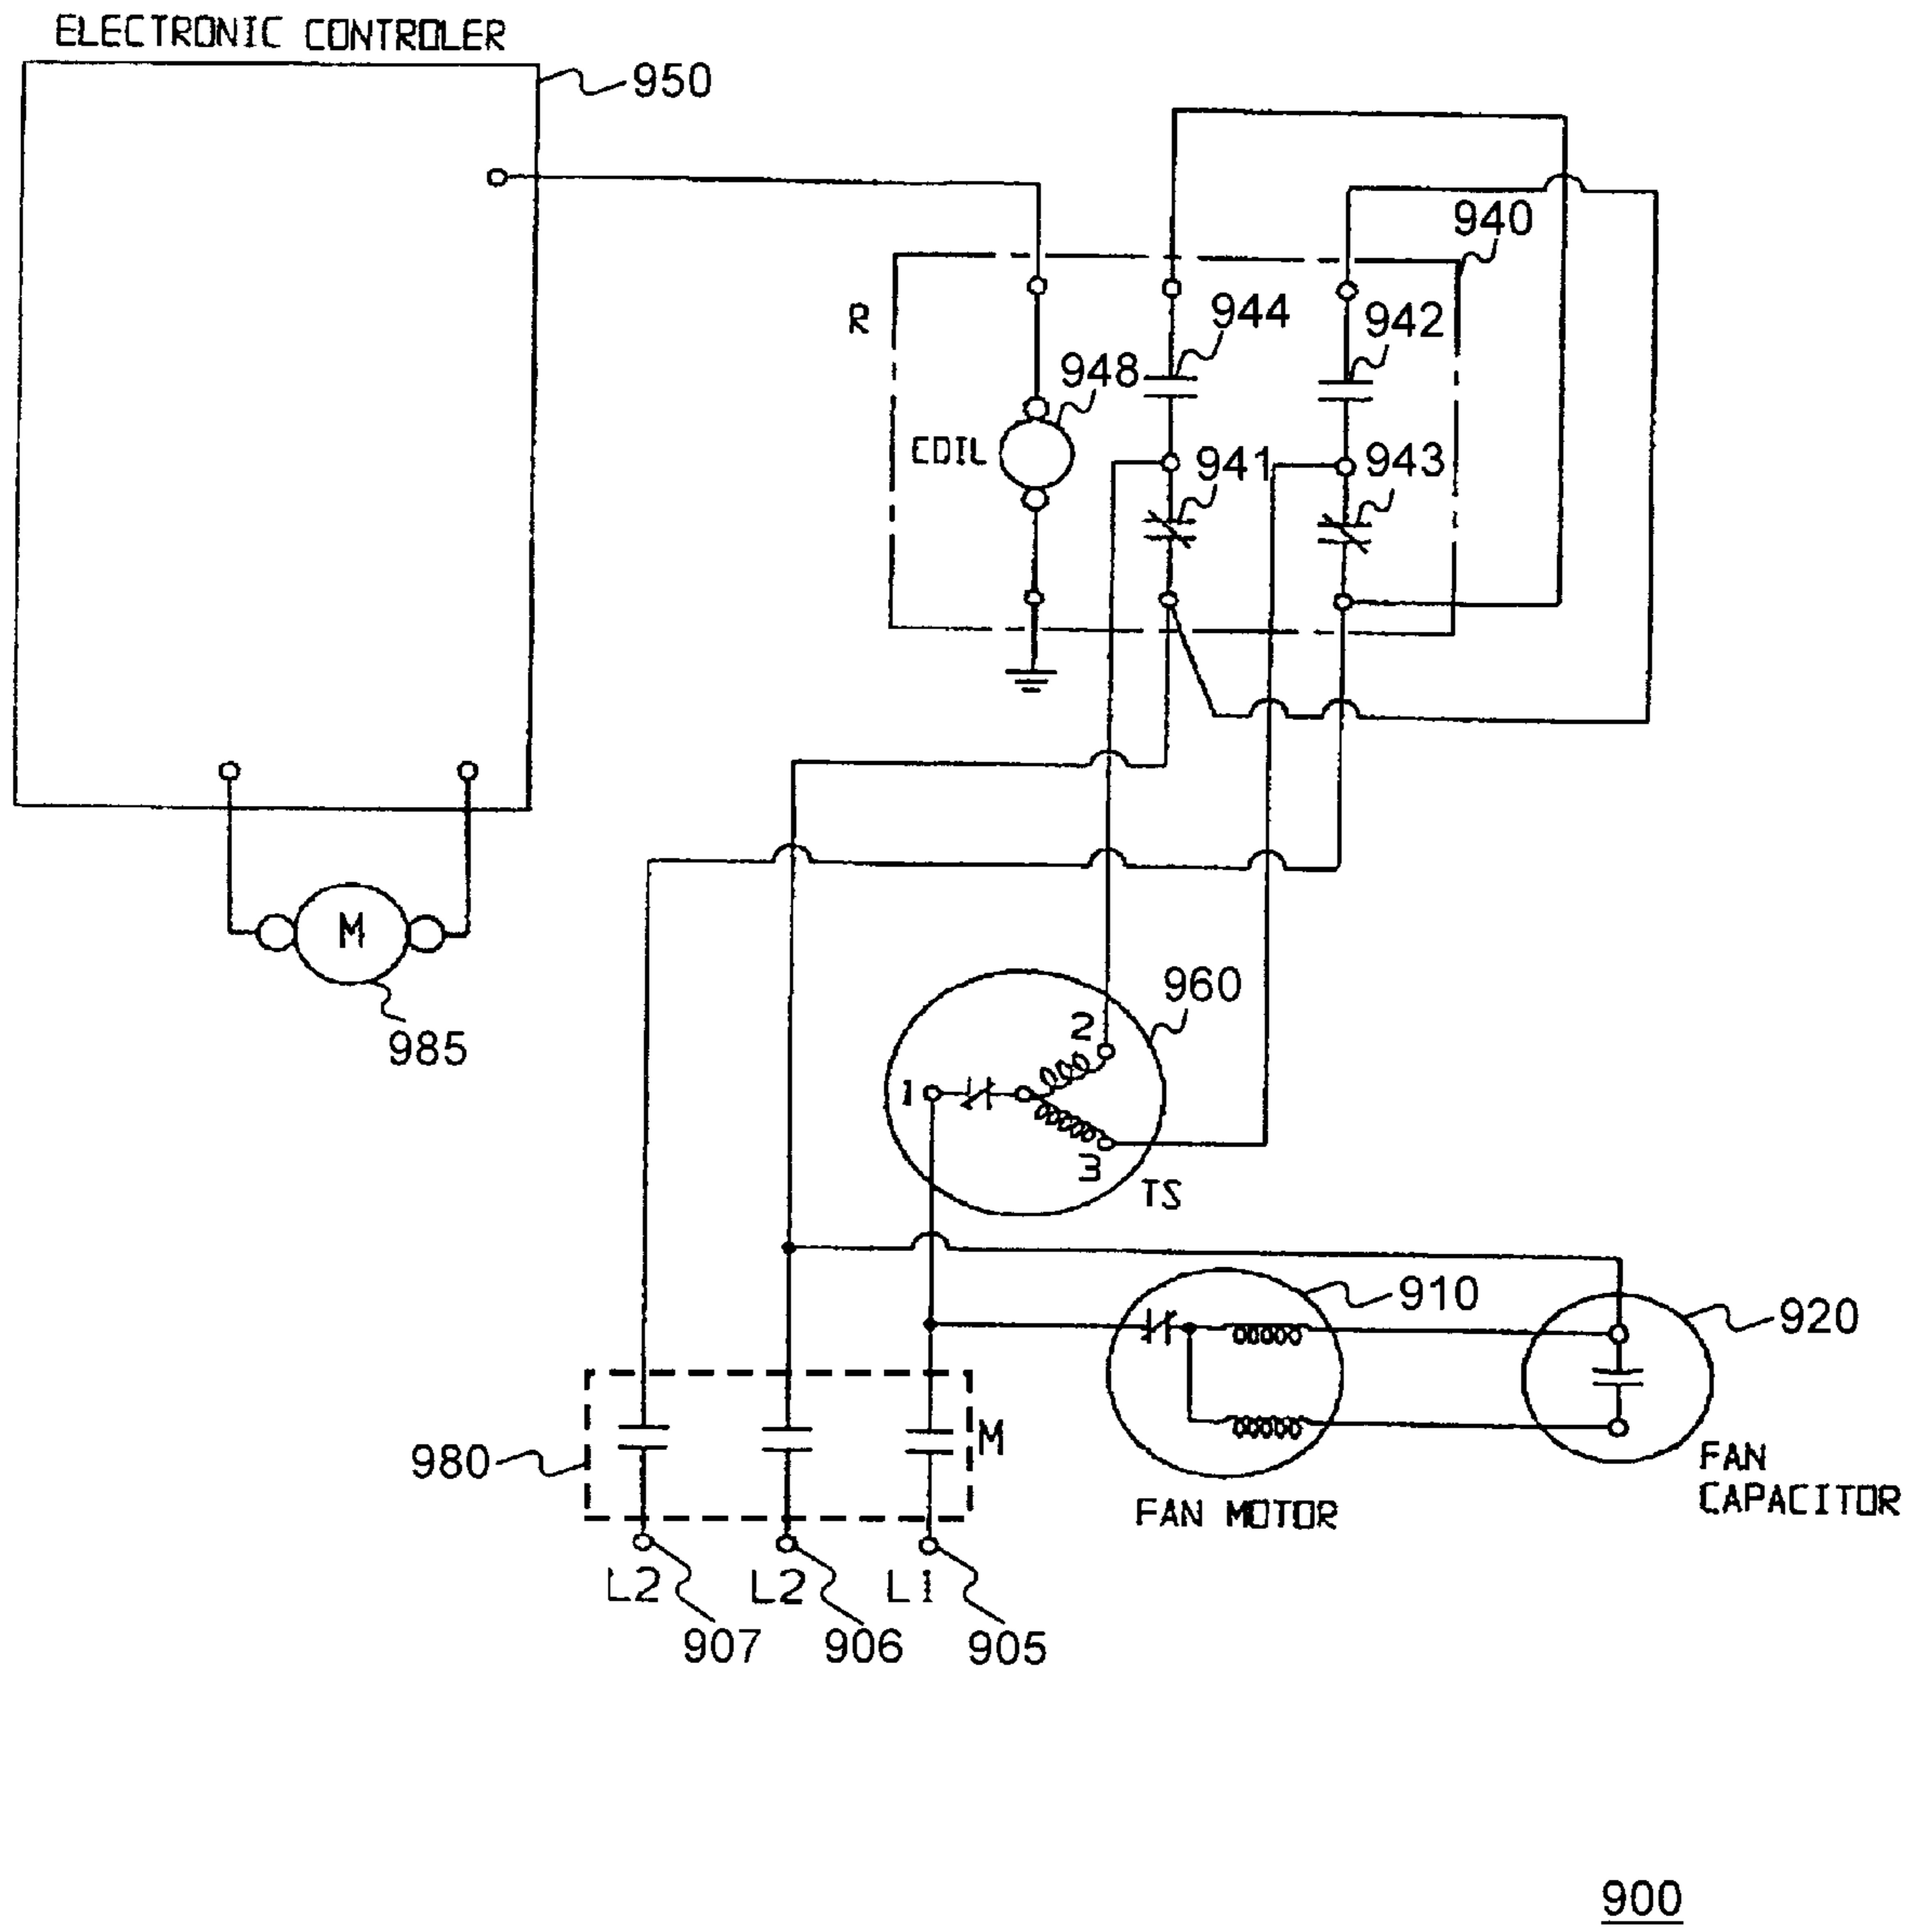 ELECTRONIC CONTROLER
950
940
R
944
942
948
COIL
941
943
M
985
960
2
1
3
TS
910
920
980
M
FAN MOTOR
FAN
CAPACITOR
L2
L2
L1
907
906
905
900